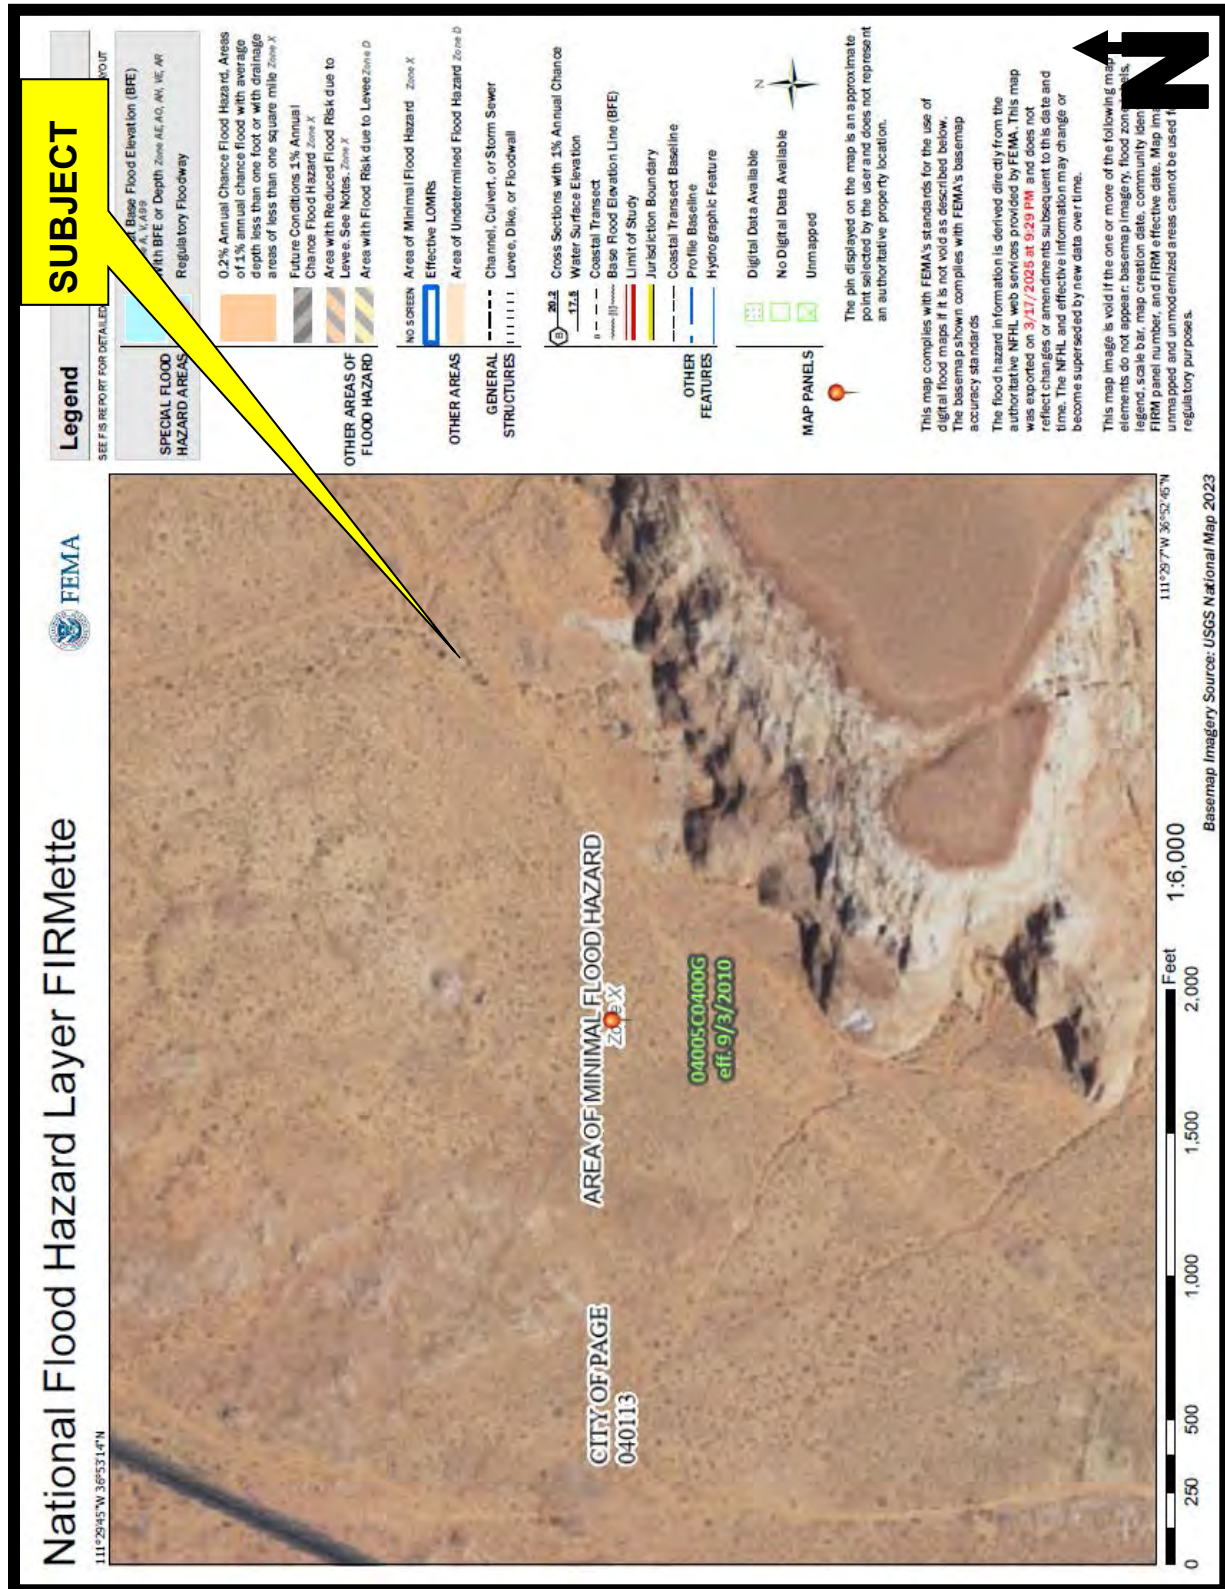 National Flood Hazard Layer FIRMette
FEMA
SUBJECT
Legend
SEE FIS REPORT FOR DETAILED
SPECIAL FLOOD
HAZARD AREAS
Base Flood Elevation (BFE)
A, V, A99
With BFE or Depth Zone AE, AO, AH, VE, AR
Regulatory Floodway
0.2% Annual Chance Flood Hazard, Areas
of 1% annual chance flood with average
depth less than one foot or with drainage
areas of less than one square mile Zone X
Future Conditions 1% Annual
Chance Flood Hazard Zone X
Area with Reduced Flood Risk due to
Levee. See Notes. Zone X
Area with Flood Risk due to Levee Zone D
OTHER AREAS OF
FLOOD HAZARD
NO SCREEN Area of Minimal Flood Hazard Zone X
Effective LOMRs
Area of Undetermined Flood Hazard Zone D
OTHER AREAS
Channel, Culvert, or Storm Sewer
Levee, Dike, or Floodwall
GENERAL
STRUCTURES
B 20.2 Cross Sections with 1% Annual Chance
17.5 Water Surface Elevation
8 Coastal Transect
513 Base Flood Elevation Line (BFE)
Limit of Study
Jurisdiction Boundary
Coastal Transect Baseline
Profile Baseline
Hydrographic Feature
OTHER
FEATURES
Digital Data Available
No Digital Data Available
Unmapped
MAP PANELS
N
The pin displayed on the map is an approximate
point selected by the user and does not represent
an authoritative property location.
This map complies with FEMA's standards for the use of
digital flood maps if it is not void as described below.
The basemap shown complies with FEMA's basemap
accuracy standards
The flood hazard information is derived directly from the
authoritative NFHL web services provided by FEMA. This map
was exported on 3/17/2025 at 9:29 PM and does not
reflect changes or amendments subsequent to this date and
time. The NFHL and effective information may change or
become superseded by new data over time.
This map image is void if the one or more of the following map
elements do not appear: basemap imagery, flood zone labels,
legend, scale bar, map creation date, community
FIRM panel number, and FIRM effective date. Map
unmapped and unmodernized areas cannot be used
regulatory purposes.
N
111°29'45"W 36°53'14"N
CITY OF PAGE
040113
AREA OF MINIMAL FLOOD HAZARD
Zone X
04005C0400G
eff. 9/3/2010
111°29'7"W 36°52'45"N
0 250 500 1,000 1,500 2,000 Feet
1:6,000
Basemap Imagery Source: USGS National Map 2023